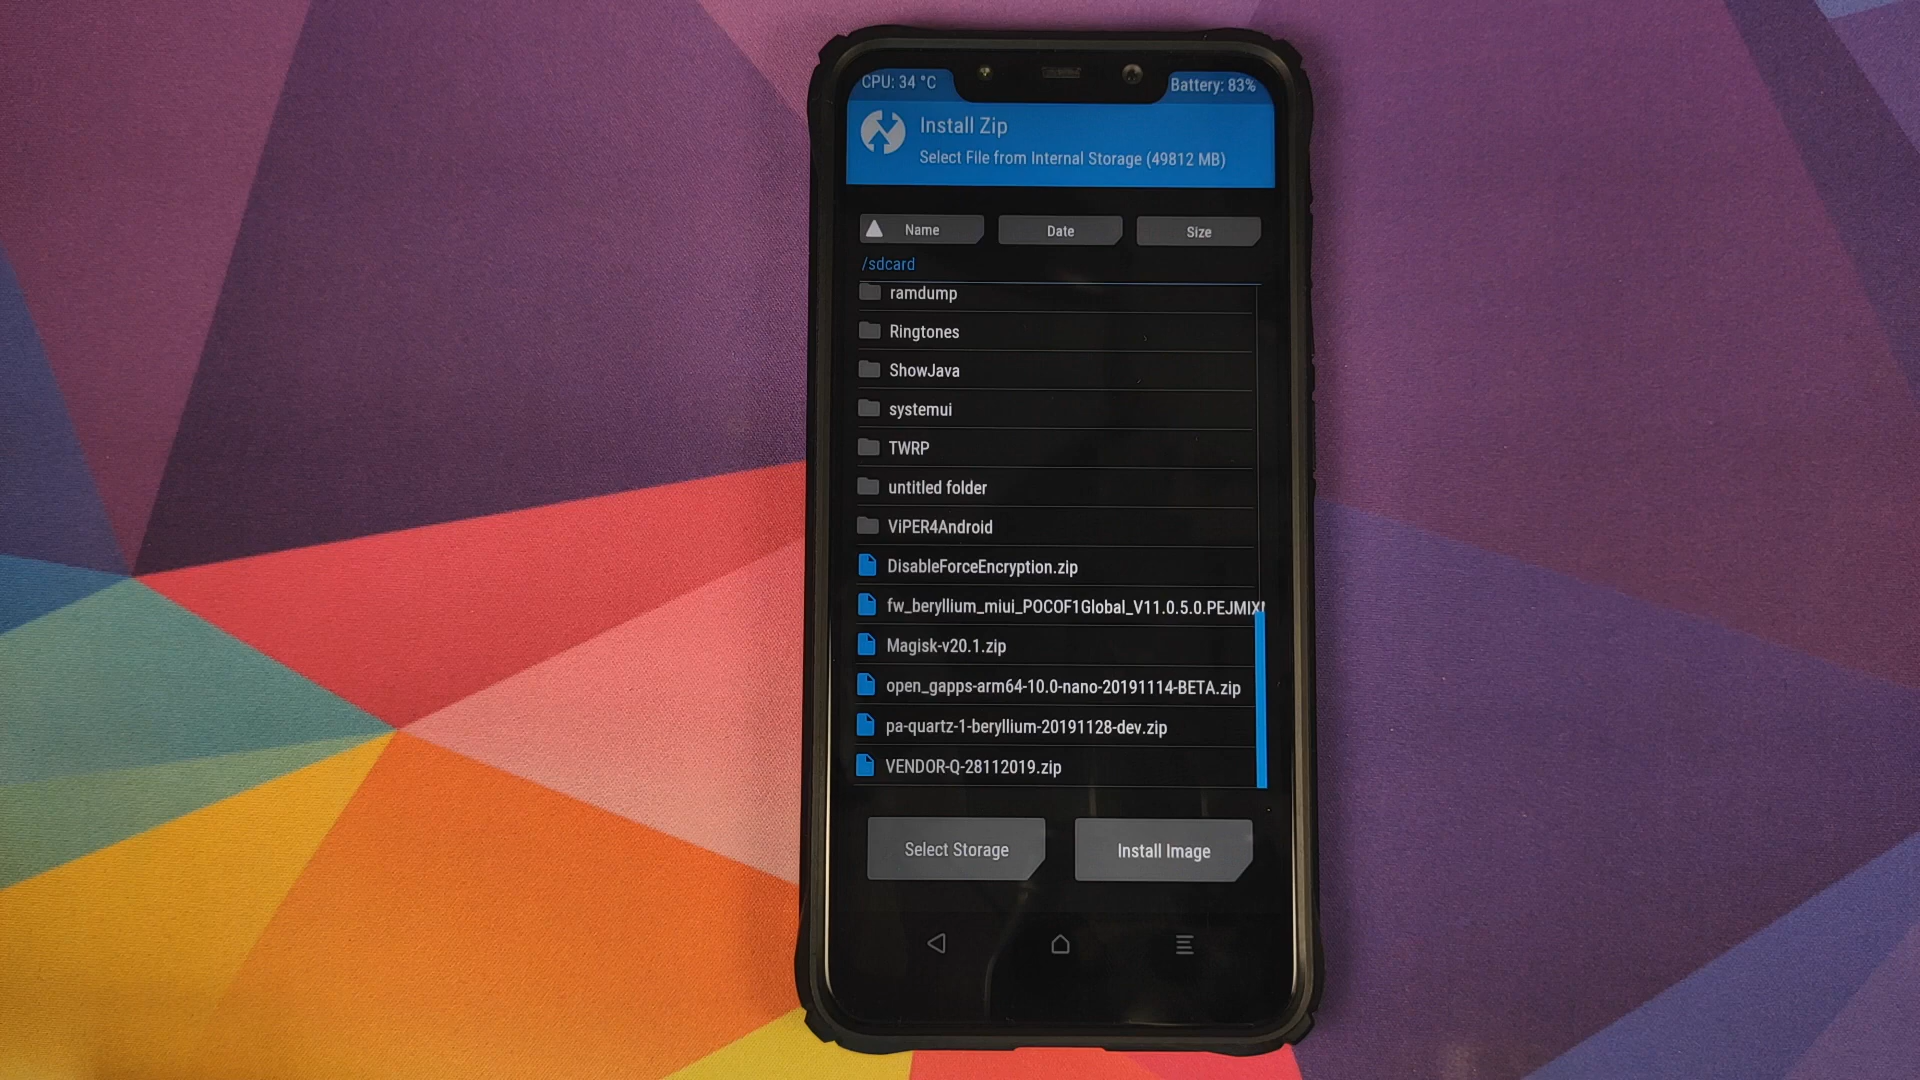 CPU: 34 °C
Battery: 83%
Install Zip
Select File from Internal Storage (49812 MB)
Name Date Size
/sdcard
ramdump
Ringtones
ShowJava
systemui
TWRP
untitled folder
ViPER4Android
DisableForceEncryption.zip
fw_beryllium_miui_POCOF1Global_V11.0.5.0.PEJMIX
Magisk-v20.1.zip
open_gapps-arm64-10.0-nano-20191114-BETA.zip
pa-quartz-1-beryllium-20191128-dev.zip
VENDOR-Q-28112019.zip
Select Storage Install Image